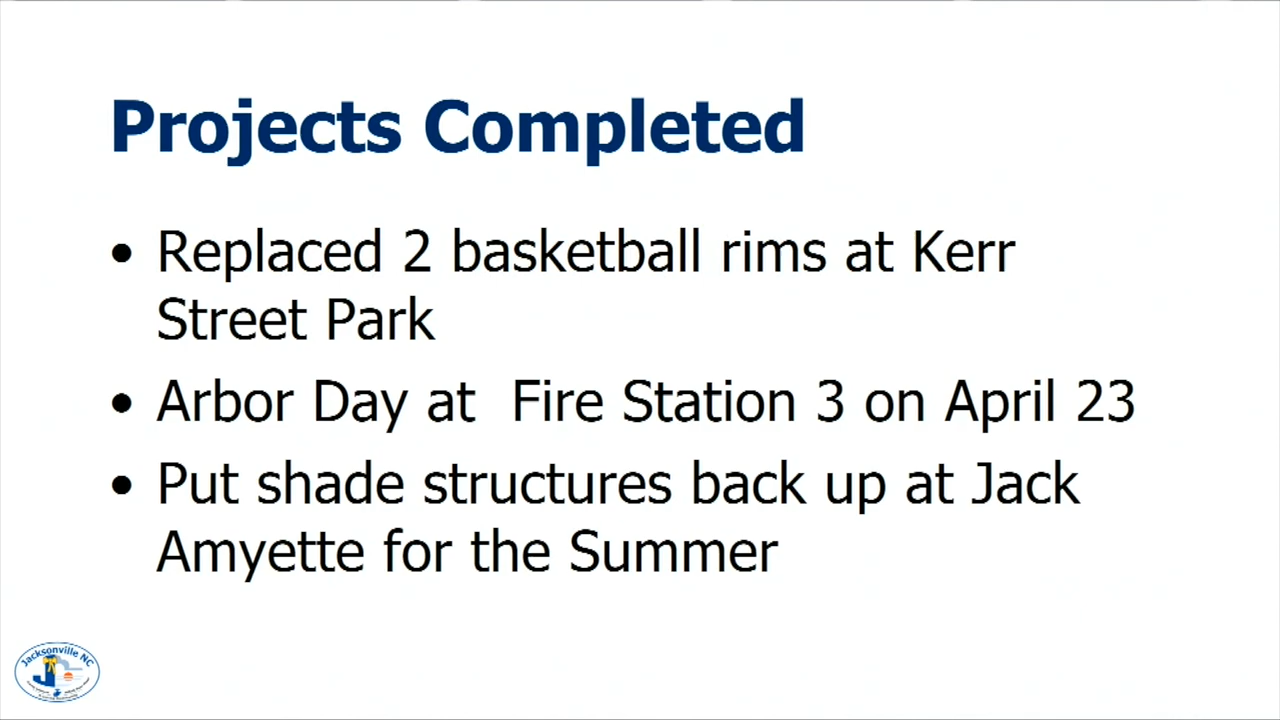 Projects Completed
• Replaced 2 basketball rims at Kerr
Street Park
• Arbor Day at  Fire Station 3 on April 23
• Put shade structures back up at Jack
Amyette for the Summer
Jacksonville NC